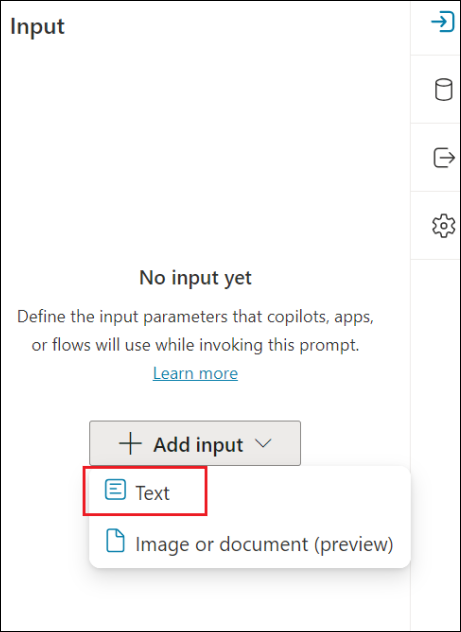 Input
No input yet
Define the input parameters that copilots, apps,
or flows will use while invoking this prompt.
Learn more
Add input
Text
Image or document (preview)